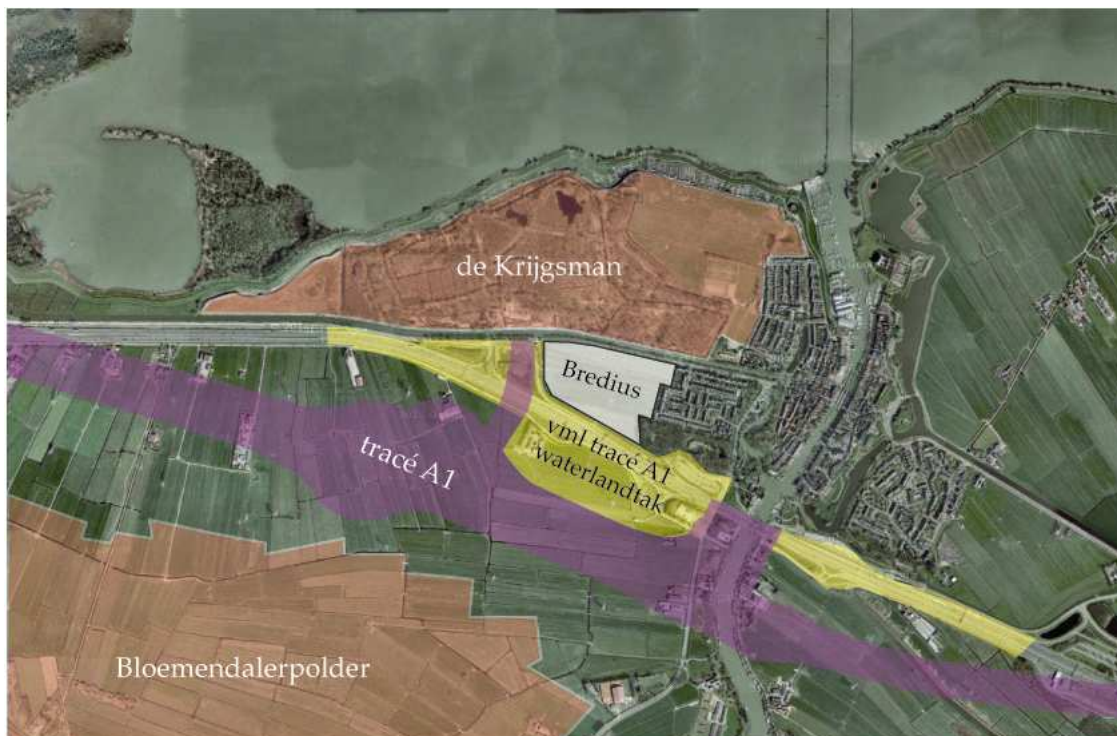 de Krijgsman
Bredius
vml tracé A1
waterlandtak
tracé A1
Bloemendalerpolder